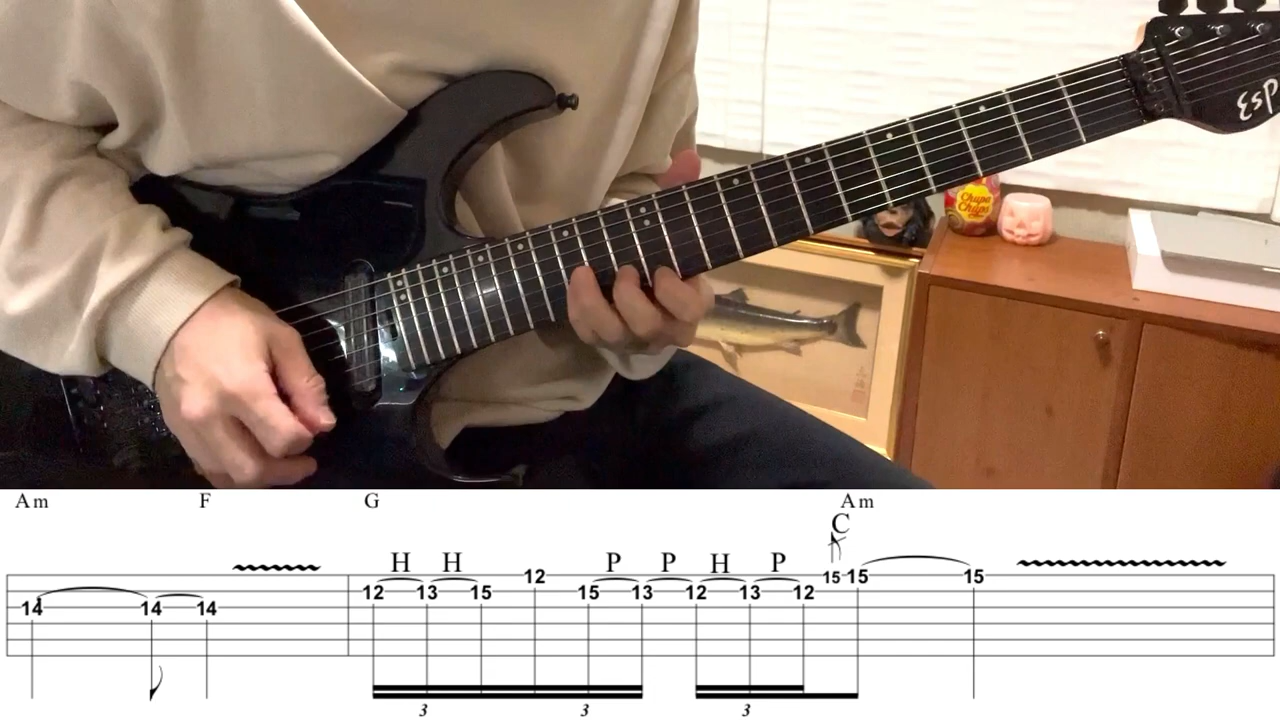 ds3
Chupa
Chups
Am F G Am
C
H H P P H P
12 15 15 15
12 13 15 15 13 12 13 12
14 14 14
3 3 3